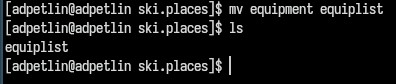 [adpetlin@adpetlin ski.places]$ mv equipment equiplist
[adpetlin@adpetlin ski.places]$ ls
equiplist
[adpetlin@adpetlin ski.places]$